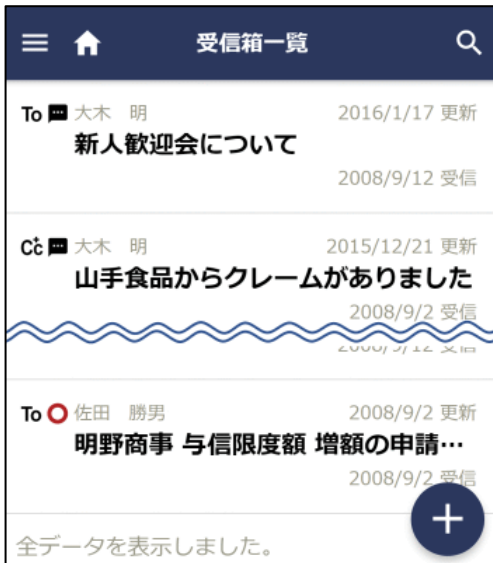 受信箱一覧
To 大木 明 2016/1/17 更新
新人歓迎会について
2008/9/12 受信
Cc 大木 明 2015/12/21 更新
山手食品からクレームがありました
2008/9/2 受信
To 佐田 勝男 2008/9/2 更新
明野商事 与信限度額 増額の申請…
2008/9/2 受信
全データを表示しました。